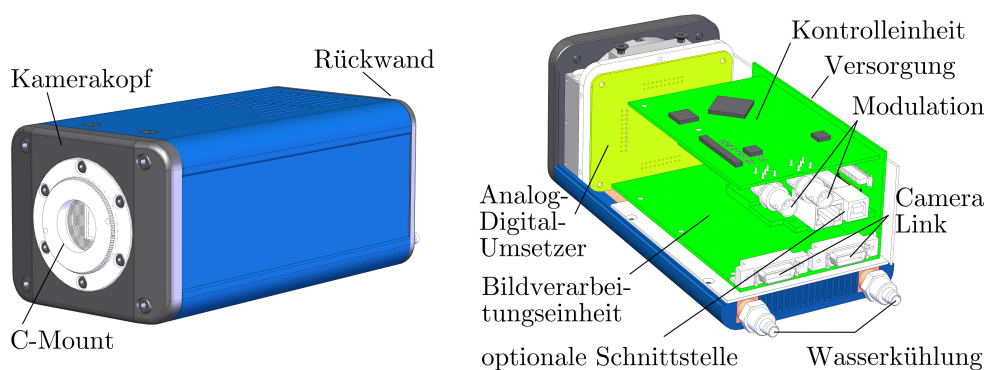 Kamerakopf
Rückwand
C-Mount
Kontrolleinheit
Versorgung
Modulation
Analog-
Digital-
Umsetzer
Camera
Link
Bildverarbei-
tungseinheit
optionale Schnittstelle
Wasserkühlung